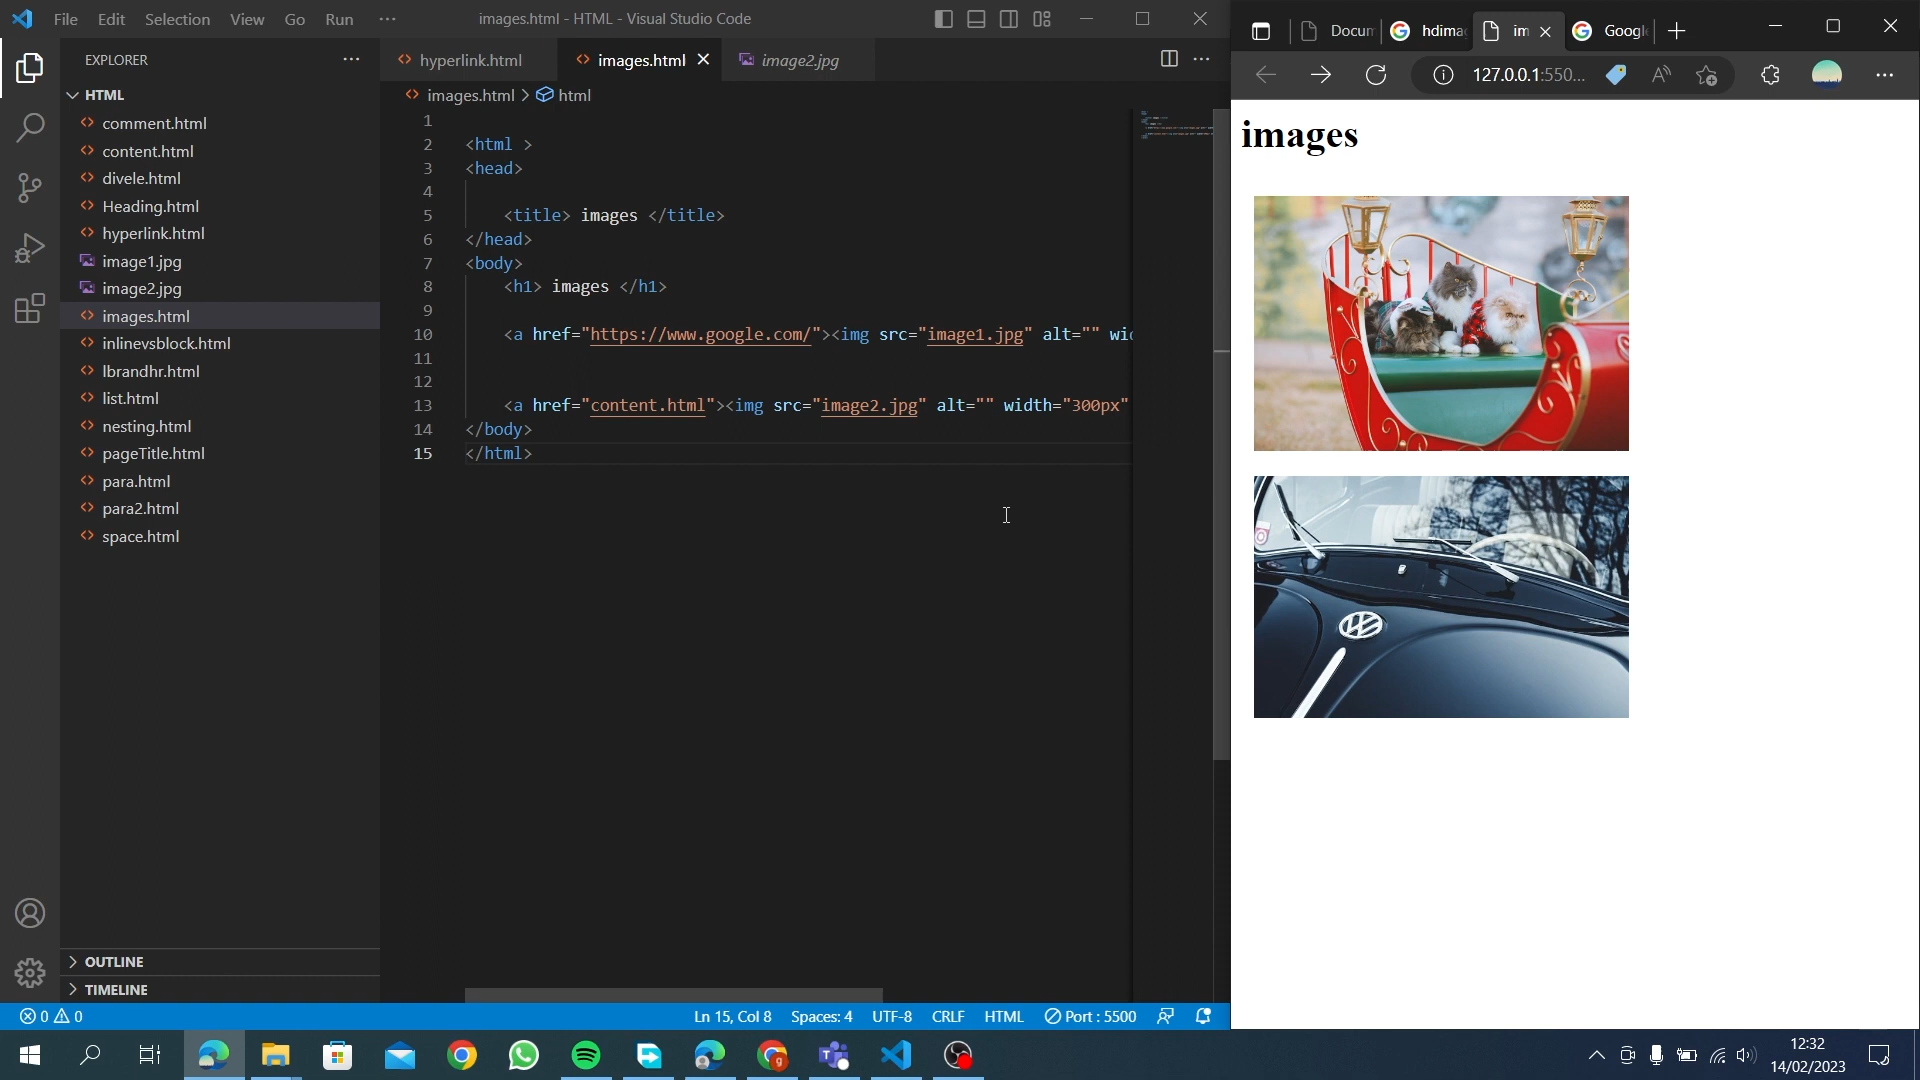 File Edit Selection View Go Run ···
images.html - HTML - Visual Studio Code
EXPLORER
HTML
comment.html
content.html
divele.html
Heading.html
hyperlink.html
image1.jpg
image2.jpg
images.html
inlinevsblock.html
lbrandhr.html
list.html
nesting.html
pageTitle.html
para.html
para2.html
space.html
OUTLINE
TIMELINE
hyperlink.html images.html image2.jpg
images.html > html
1
2 <html >
3 <head>
4
5 <title> images </title>
6 </head>
7 <body>
8 <h1> images </h1>
9
10 <a href="https://www.google.com/"><img src="image1.jpg" alt="" wid
11
12
13 <a href="content.html"><img src="image2.jpg" alt="" width="300px"
14 </body>
15 </html>
0 0 Ln 15, Col 8 Spaces: 4 UTF-8 CRLF HTML Port : 5500
Docum hdima im Googl
127.0.0.1:550...
images
12:32
14/02/2023